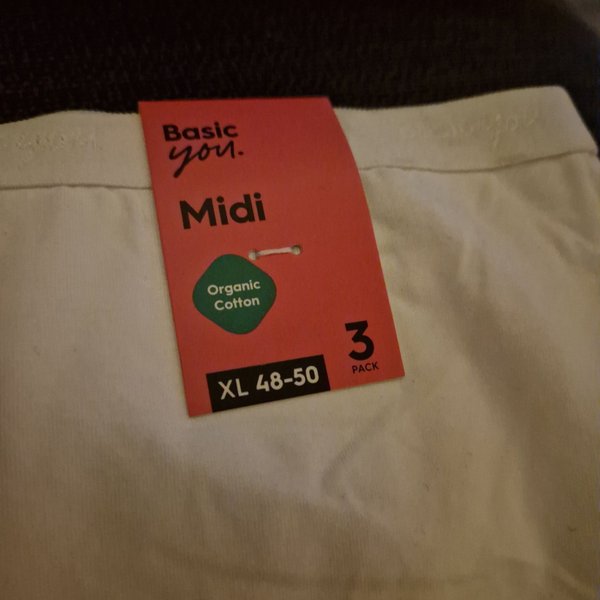 Basic
you.
Midi
Organic
Cotton
3
PACK
XL 48-50